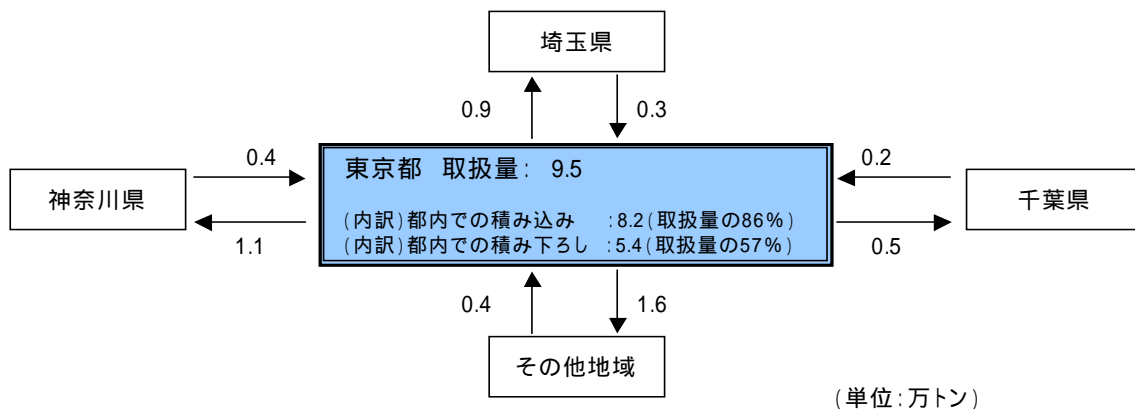 埼玉県
0.9
0.3
0.4
東京都 取扱量: 9.5
0.2
神奈川県
千葉県
(内訳)都内での積み込み :8.2(取扱量の86%)
(内訳)都内での積み下ろし :5.4(取扱量の57%)
1.1
0.5
0.4
1.6
その他地域
(単位:万トン)